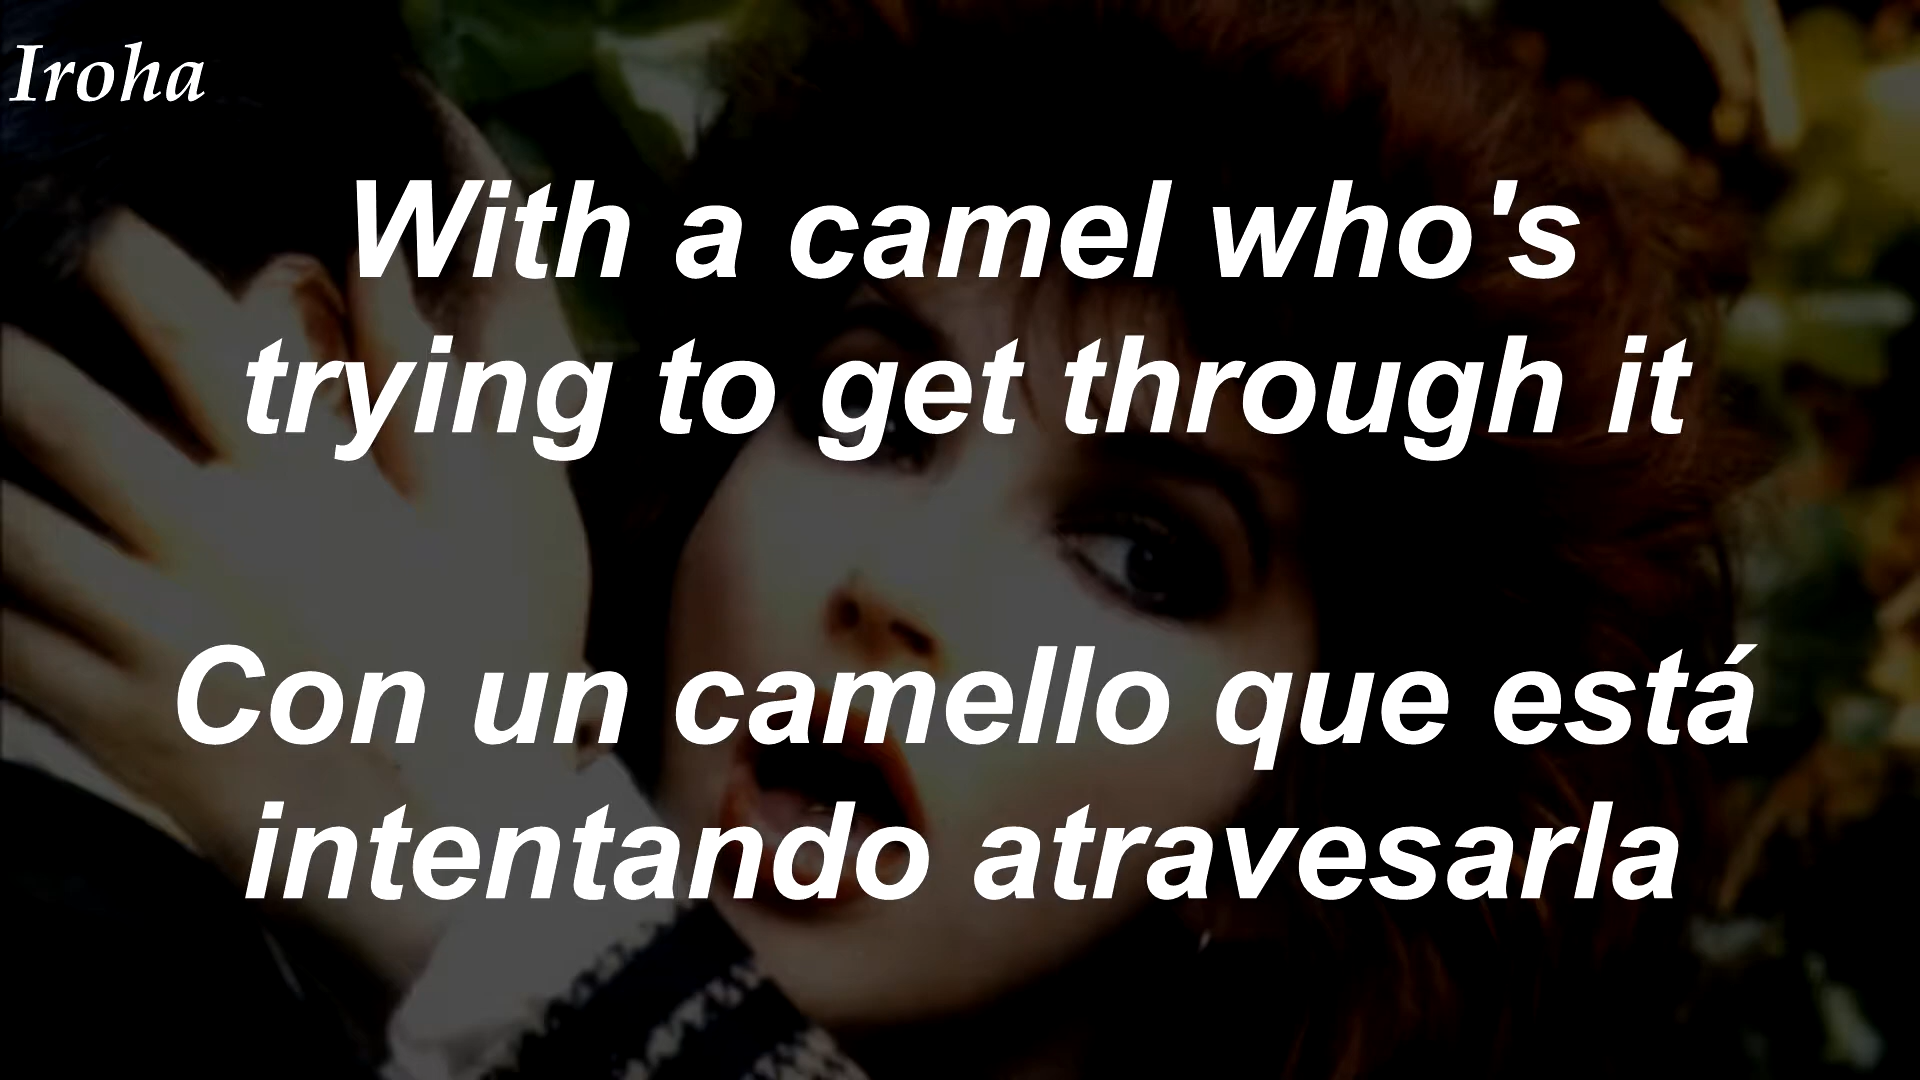 Iroha
With a camel who's
trying to get through it
Con un camello que está
intentando atravesarla